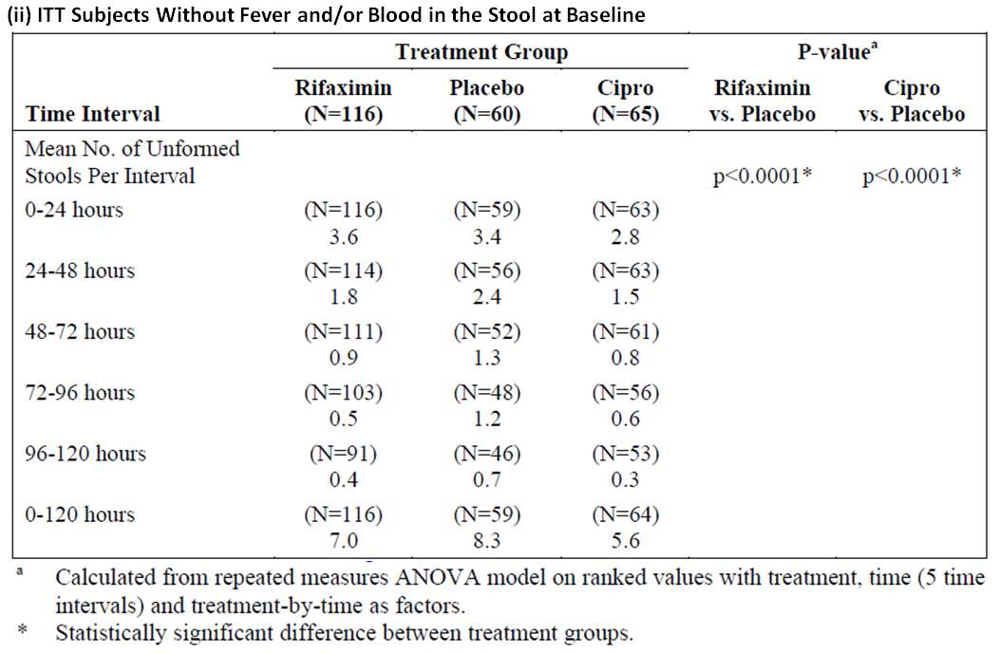 (ii) ITT Subjects Without Fever and/or Blood in the Stool at Baseline
Treatment Group P-value^a
Rifaximin Placebo Cipro Rifaximin Cipro
Time Interval (N=116) (N=60) (N=65) vs. Placebo vs. Placebo
Mean No. of Unformed
Stools Per Interval p<0.0001* p<0.0001*
0-24 hours (N=116) (N=59) (N=63)
3.6 3.4 2.8
24-48 hours (N=114) (N=56) (N=63)
1.8 2.4 1.5
48-72 hours (N=111) (N=52) (N=61)
0.9 1.3 0.8
72-96 hours (N=103) (N=48) (N=56)
0.5 1.2 0.6
96-120 hours (N=91) (N=46) (N=53)
0.4 0.7 0.3
0-120 hours (N=116) (N=59) (N=64)
7.0 8.3 5.6
a Calculated from repeated measures ANOVA model on ranked values with treatment, time (5 time
intervals) and treatment-by-time as factors.
* Statistically significant difference between treatment groups.